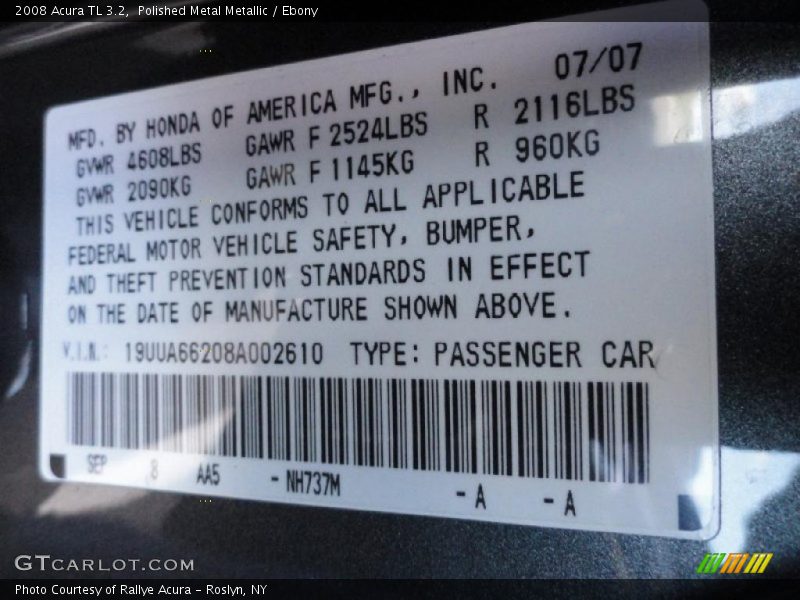 2008 Acura TL 3.2,  Polished Metal Metallic / Ebony
MFD. BY HONDA OF AMERICA MFG., INC. 07/07
GVWR 4608LBS GAWR F 2524LBS R 2116LBS
GVWR 2090KG GAWR F 1145KG R 960KG
THIS VEHICLE CONFORMS TO ALL APPLICABLE
FEDERAL MOTOR VEHICLE SAFETY, BUMPER,
AND THEFT PREVENTION STANDARDS IN EFFECT
ON THE DATE OF MANUFACTURE SHOWN ABOVE.
V.I.N.: 19UUA66208A002610 TYPE: PASSENGER CAR
SEP 8 AA5 -NH737M -A -A
GTCARLOT.COM
Photo Courtesy of Rallye Acura - Roslyn, NY